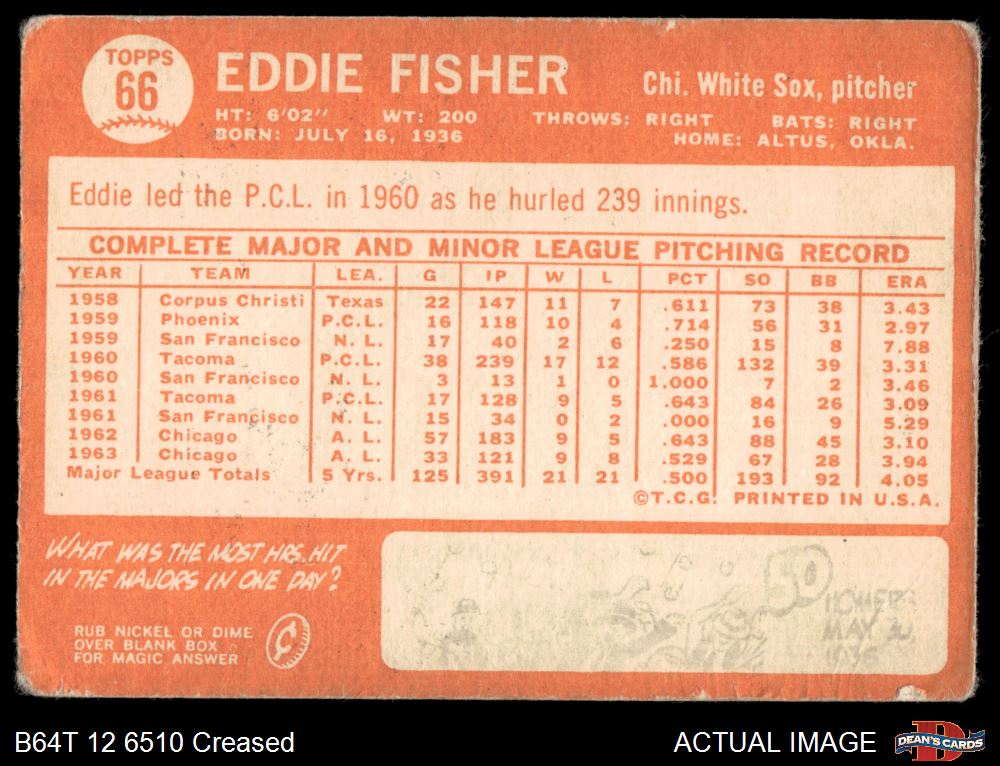 TOPPS
66
EDDIE FISHER
Chi. White Sox, pitcher
HT: 6'02" WT: 200 THROWS: RIGHT BATS: RIGHT
BORN: JULY 16, 1936 HOME: ALTUS, OKLA.
Eddie led the P.C.L. in 1960 as he hurled 239 innings.
COMPLETE MAJOR AND MINOR LEAGUE PITCHING RECORD
YEAR TEAM LEA. G IP W L PCT SO BB ERA
1958 Corpus Christi Texas 22 147 11 7 .611 73 38 3.43
1959 Phoenix P.C.L. 16 118 10 4 .714 56 31 2.97
1959 San Francisco N. L. 17 40 2 6 .250 15 8 7.88
1960 Tacoma P.C.L. 38 239 17 12 .586 132 39 3.31
1960 San Francisco N. L. 3 13 1 0 1.000 7 2 3.46
1961 Tacoma P.C.L. 17 128 9 5 .643 84 26 3.09
1961 San Francisco N. L. 15 34 0 2 .000 16 9 5.29
1962 Chicago A. L. 57 183 9 5 .643 88 45 3.10
1963 Chicago A. L. 33 121 9 8 .529 67 28 3.94
Major League Totals 5 Yrs. 125 391 21 21 .500 193 92 4.05
©T.C.G. PRINTED IN U.S.A.
WHAT WAS THE MOST HRS. HIT
IN THE MAJORS IN ONE DAY?
RUB NICKEL OR DIME
OVER BLANK BOX
FOR MAGIC ANSWER
50
HOMERS
MAY 30
B64T 12 6510 Creased
ACTUAL IMAGE
DEAN'S CARDS